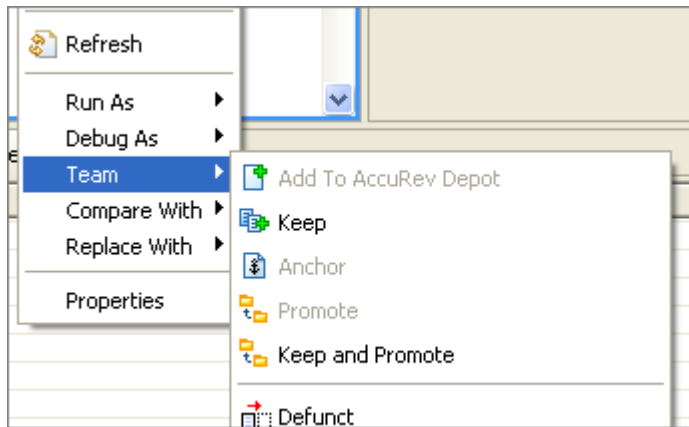 Refresh
Run As
Debug As
Team
Compare With
Replace With
Properties
Add To AccuRev Depot
Keep
Anchor
Promote
Keep and Promote
Defunct